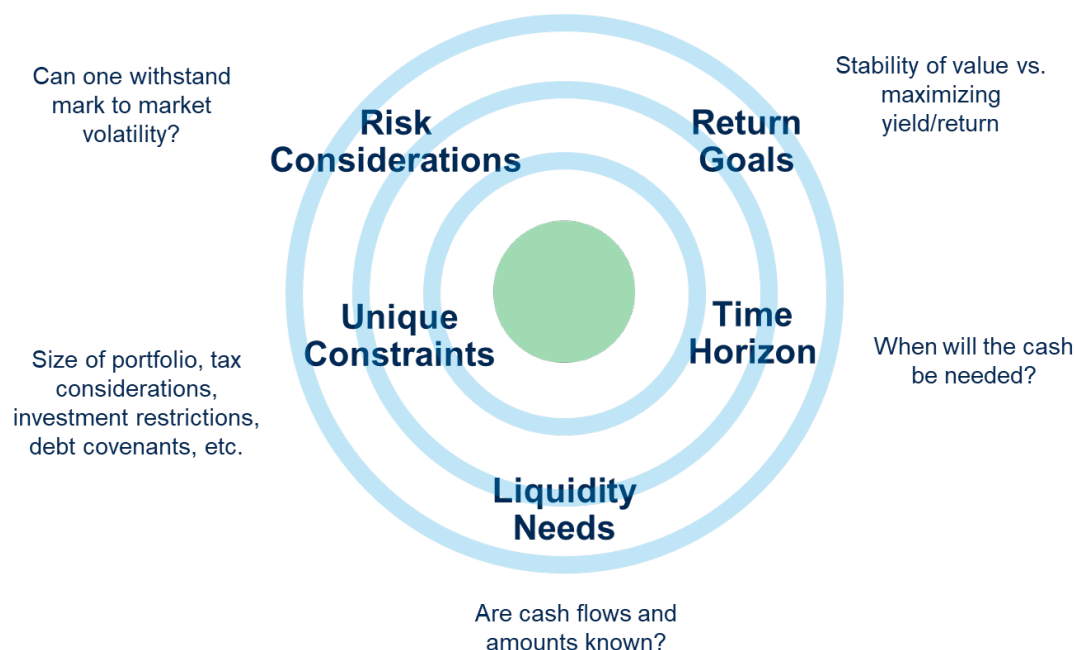 Can one withstand
mark to market
volatility?
Risk
Considerations
Return
Goals
Stability of value vs.
maximizing
yield/return
Unique
Constraints
Size of portfolio, tax
considerations,
investment restrictions,
debt covenants, etc.
Time
Horizon
When will the cash
be needed?
Liquidity
Needs
Are cash flows and
amounts known?